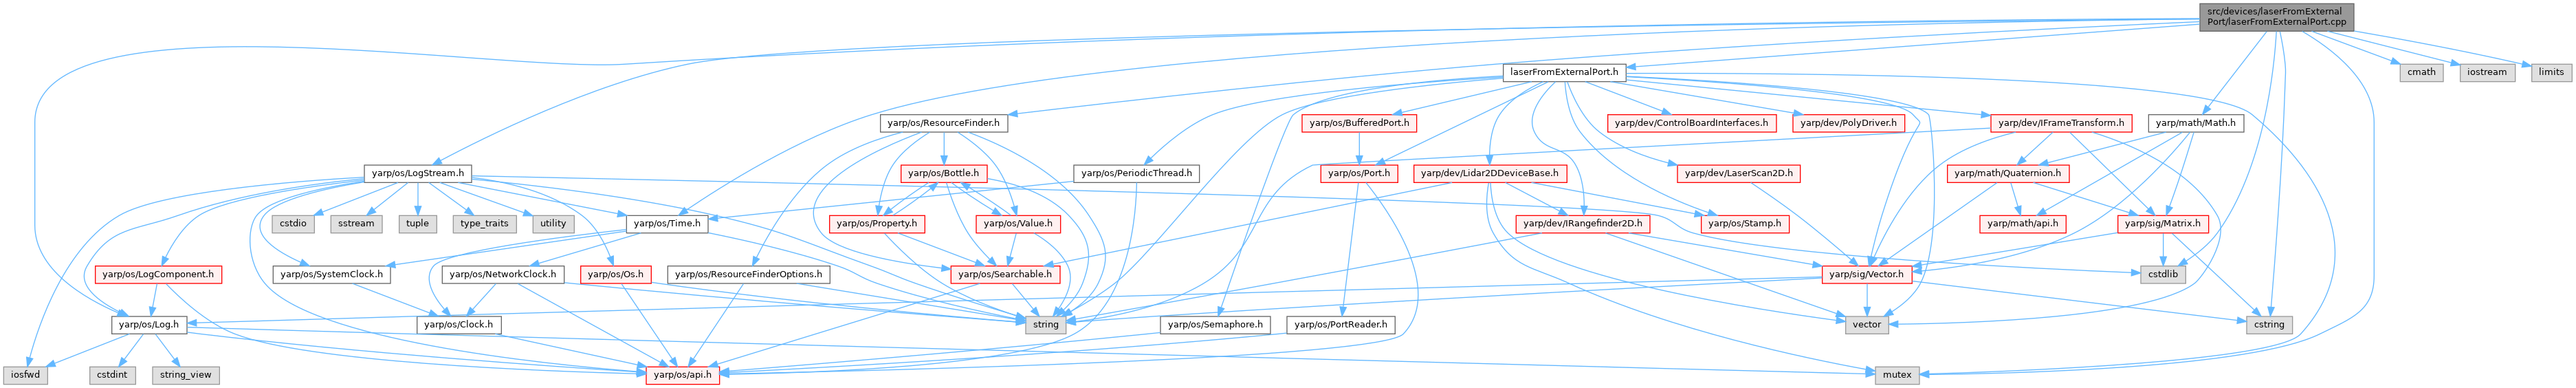 src/devices/laserFromExternal
Port/laserFromExternalPort.cpp
laserFromExternalPort.h
cmath
iostream
limits
yarp/os/ResourceFinder.h
yarp/os/BufferedPort.h
yarp/dev/ControlBoardInterfaces.h
yarp/dev/PolyDriver.h
yarp/dev/IFrameTransform.h
yarp/math/Math.h
yarp/os/LogStream.h
yarp/os/Bottle.h
yarp/os/PeriodicThread.h
yarp/os/Port.h
yarp/dev/Lidar2DDeviceBase.h
yarp/dev/LaserScan2D.h
yarp/math/Quaternion.h
cstdio
sstream
tuple
type_traits
utility
yarp/os/Time.h
yarp/os/Property.h
yarp/os/Value.h
yarp/dev/IRangefinder2D.h
yarp/os/Stamp.h
yarp/math/api.h
yarp/sig/Matrix.h
yarp/os/LogComponent.h
yarp/os/SystemClock.h
yarp/os/NetworkClock.h
yarp/os/Os.h
yarp/os/ResourceFinderOptions.h
yarp/os/Searchable.h
yarp/sig/Vector.h
cstdlib
yarp/os/Log.h
yarp/os/Clock.h
string
yarp/os/Semaphore.h
yarp/os/PortReader.h
vector
cstring
iosfwd
cstdint
string_view
yarp/os/api.h
mutex